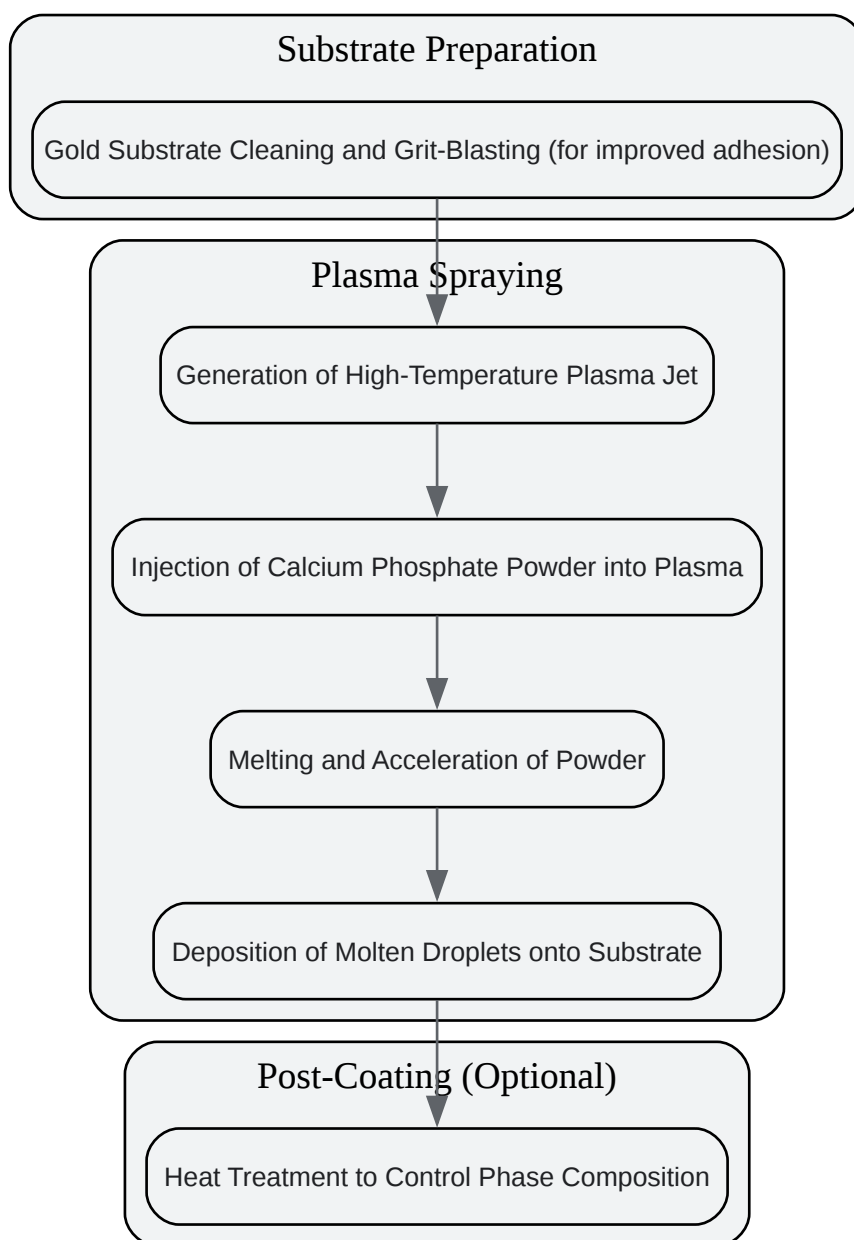 Substrate Preparation
Gold Substrate Cleaning and Grit-Blasting (for improved adhesion)
Plasma Spraying
Generation of High-Temperature Plasma Jet
Injection of Calcium Phosphate Powder into Plasma
Melting and Acceleration of Powder
Deposition of Molten Droplets onto Substrate
Post-Coating (Optional)
Heat Treatment to Control Phase Composition